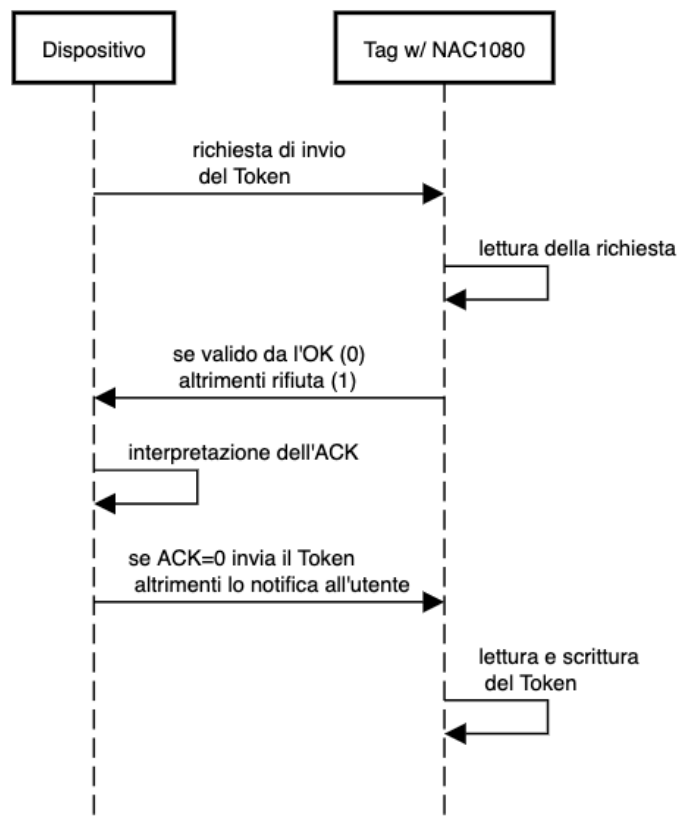 Dispositivo
Tag w/ NAC1080
richiesta di invio
del Token
lettura della richiesta
se valido da l'OK (0)
altrimenti rifiuta (1)
interpretazione dell'ACK
se ACK=0 invia il Token
altrimenti lo notifica all'utente
lettura e scrittura
del Token